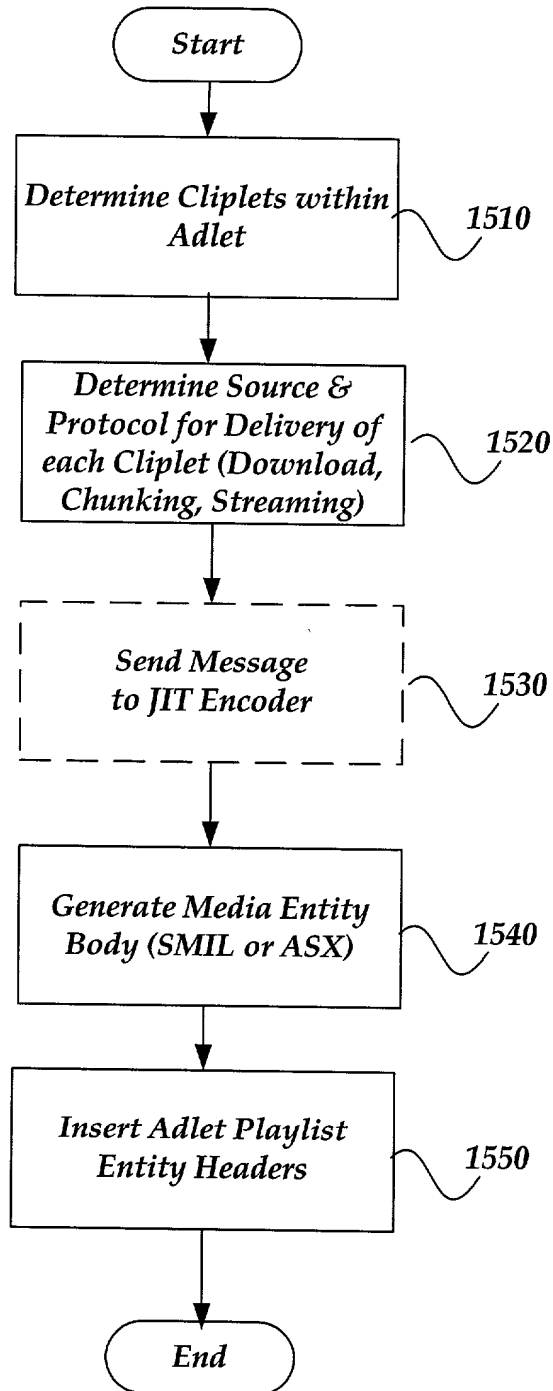 Start
Determine Cliplets within
Adlet
1510
Determine Source &
Protocol for Delivery of
each Cliplet (Download,
Chunking, Streaming)
1520
Send Message
to JIT Encoder
1530
Generate Media Entity
Body (SMIL or ASX)
1540
Insert Adlet Playlist
Entity Headers
1550
End